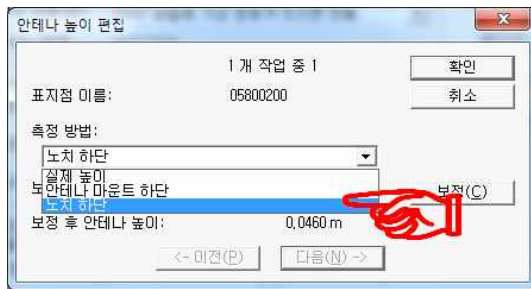 안테나 높이 편집
1 개 작업 중 1
확인
표지점 이름: 05800200
취소
측정 방법:
노치 하단
실제 높이
안테나 마운트 하단
보정(C)
노치 하단
보정 후 안테나 높이: 0,0460 m
<- 이전(P) 다음(N) ->